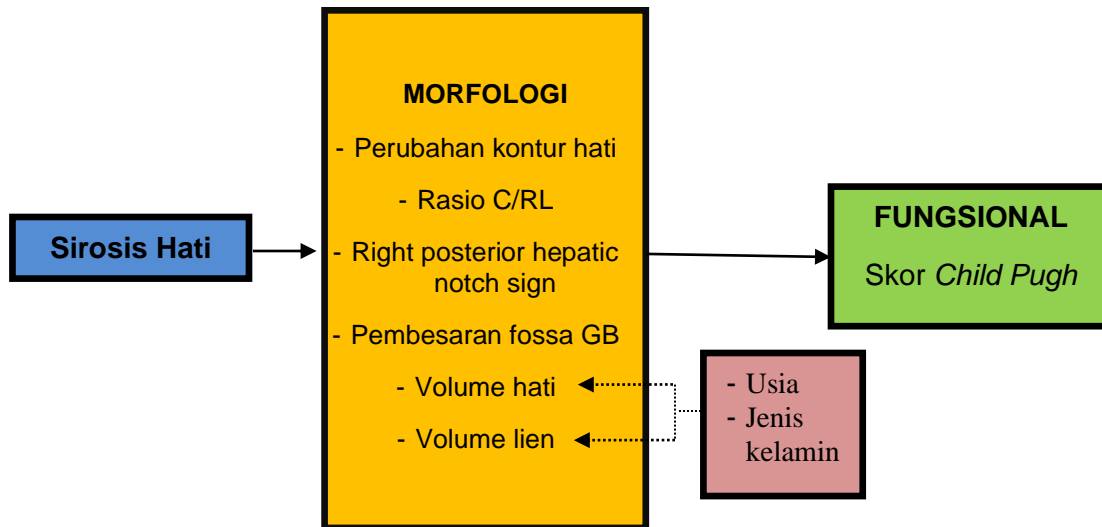 Sirosis Hati
MORFOLOGI
- Perubahan kontur hati
- Rasio C/RL
- Right posterior hepatic
notch sign
- Pembesaran fossa GB
- Volume hati
- Volume lien
FUNGSIONAL
Skor Child Pugh
- Usia
- Jenis
kelamin